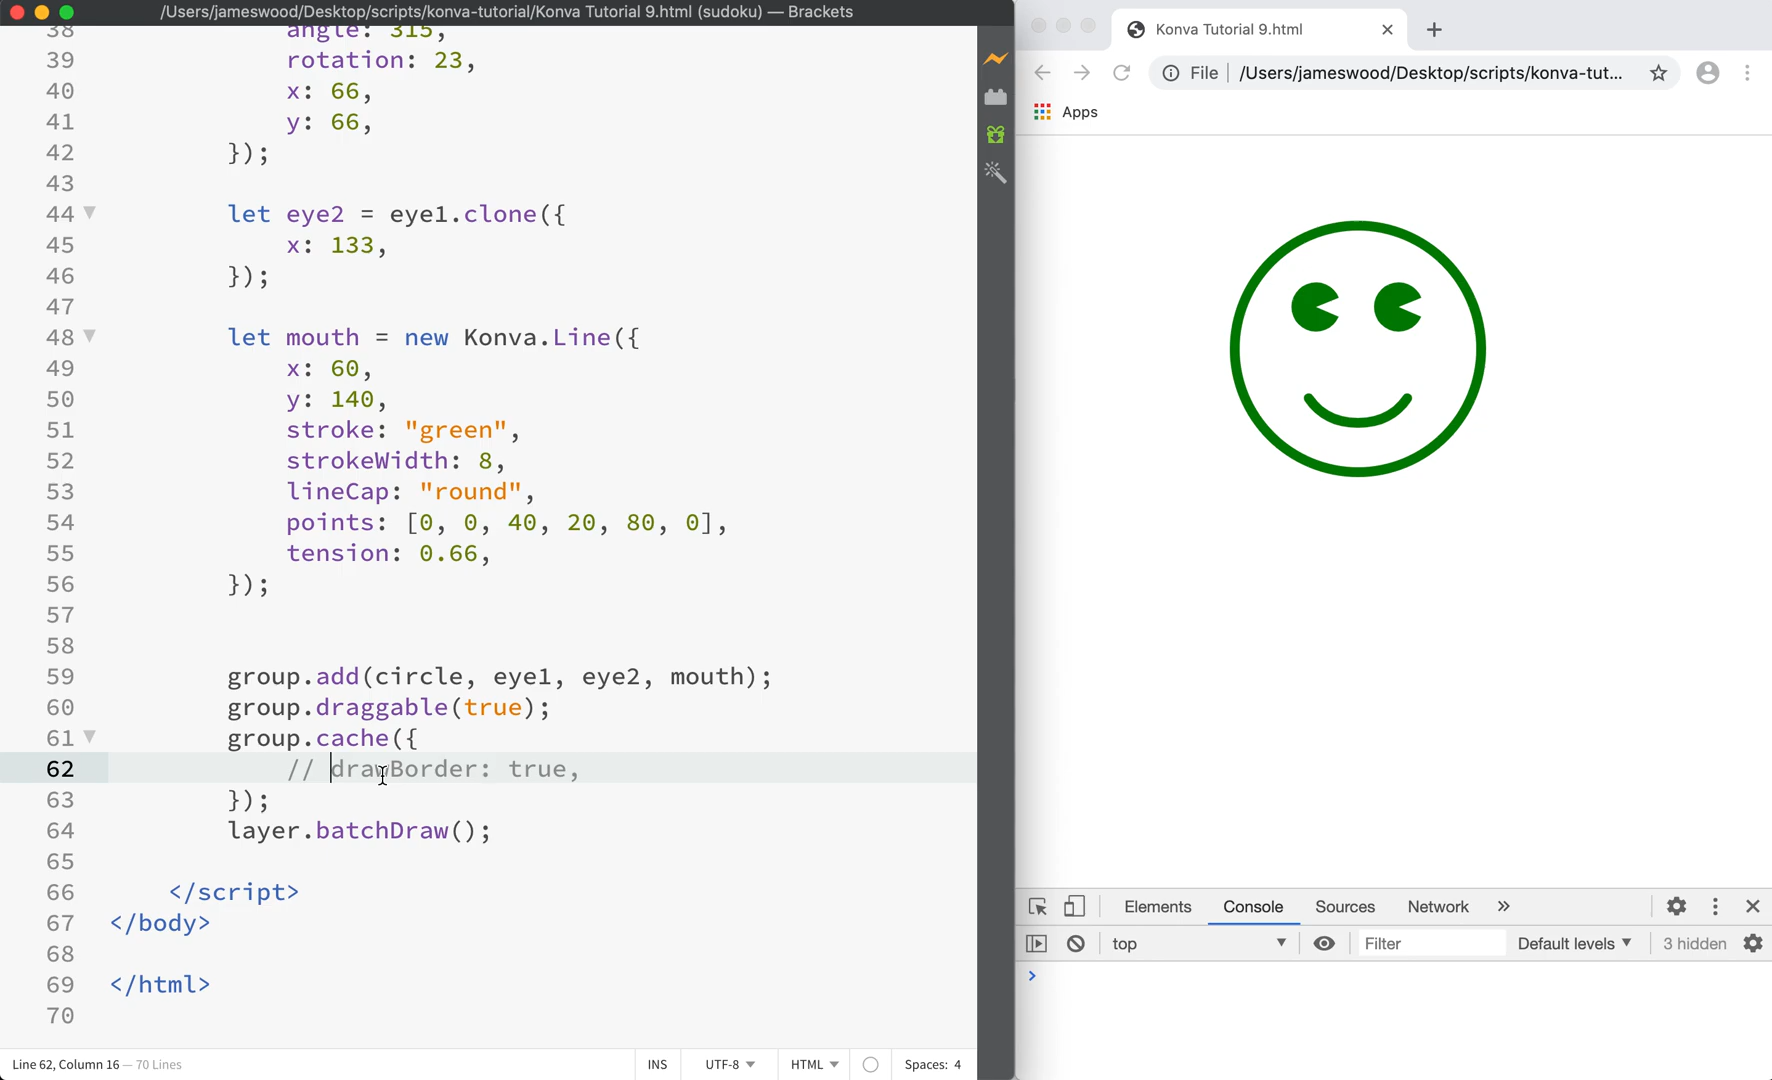 /Users/jameswood/Desktop/scripts/konva-tutorial/Konva Tutorial 9.html (sudoku) — Brackets
38 angle: 315,
39 rotation: 23,
40 x: 66,
41 y: 66,
42 });
43
44 let eye2 = eye1.clone({
45 x: 133,
46 });
47
48 let mouth = new Konva.Line({
49 x: 60,
50 y: 140,
51 stroke: "green",
52 strokeWidth: 8,
53 lineCap: "round",
54 points: [0, 0, 40, 20, 80, 0],
55 tension: 0.66,
56 });
57
58
59 group.add(circle, eye1, eye2, mouth);
60 group.draggable(true);
61 group.cache({
62 // drawBorder: true,
63 });
64 layer.batchDraw();
65
66 </script>
67 </body>
68
69 </html>
70
Line 62, Column 16 — 70 Lines
INS UTF-8 HTML Spaces: 4
Konva Tutorial 9.html
File /Users/jameswood/Desktop/scripts/konva-tut...
Apps
Elements Console Sources Network »
top Filter Default levels 3 hidden
>